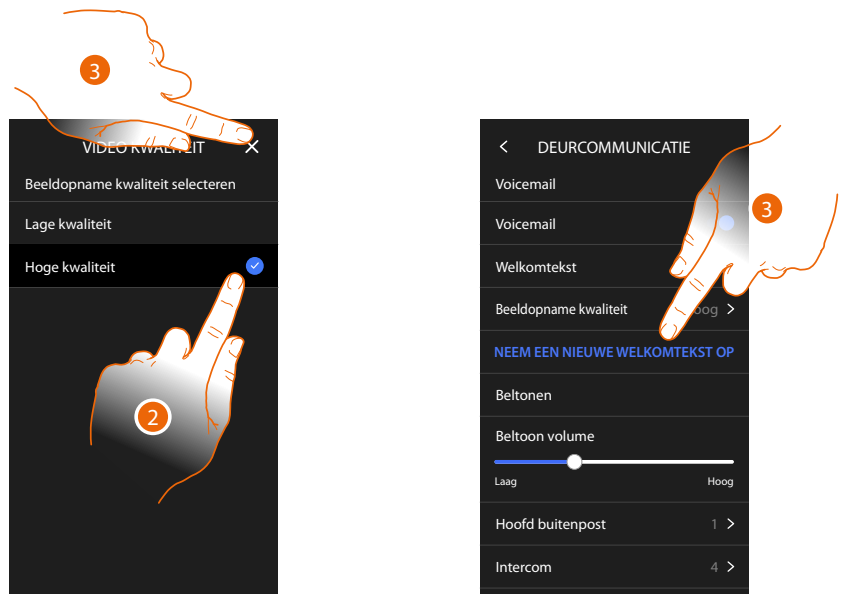 3
VIDEO KWALITEIT
Beeldopname kwaliteit selecteren
Lage kwaliteit
Hoge kwaliteit
2
DEURCOMMUNICATIE
Voicemail
Voicemail
3
Welkomtekst
Beeldopname kwaliteit oog
NEEM EEN NIEUWE WELKOMTEKST OP
Beltonen
Beltoon volume
Laag Hoog
Hoofd buitenpost 1
Intercom 4